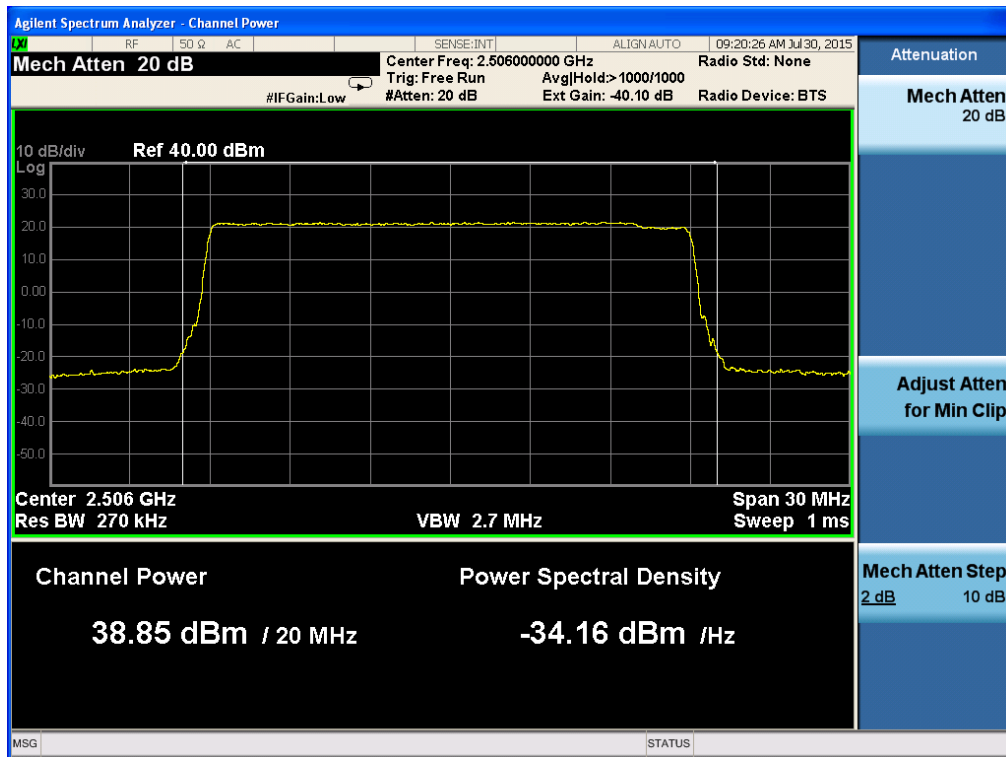 Agilent Spectrum Analyzer - Channel Power
LXI RF 50 Ω AC SENSE:INT ALIGN AUTO 09:20:26 AM Jul 30, 2015
Mech Atten 20 dB
Center Freq: 2.506000000 GHz Radio Std: None
Trig: Free Run Avg|Hold:>1000/1000
#IFGain:Low #Atten: 20 dB Ext Gain: -40.10 dB Radio Device: BTS
10 dB/div Ref 40.00 dBm
Log
30.0
20.0
10.0
0.00
-10.0
-20.0
-30.0
-40.0
-50.0
Center 2.506 GHz Span 30 MHz
Res BW 270 kHz VBW 2.7 MHz Sweep 1 ms
Channel Power Power Spectral Density
38.85 dBm / 20 MHz -34.16 dBm /Hz
MSG STATUS
Attenuation
Mech Atten
20 dB
Adjust Atten
for Min Clip
Mech Atten Step
2 dB 10 dB